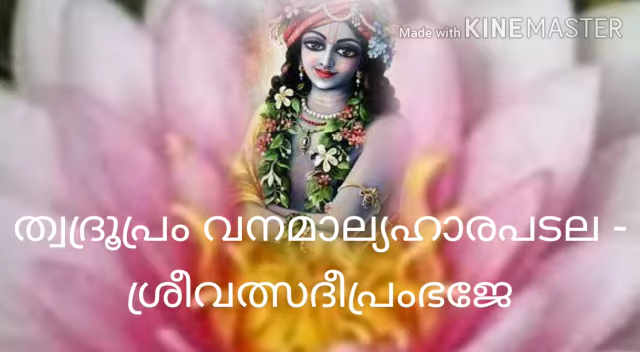 Made with KINEMASTER
ത്വദ്രൂപ്രം വനമാല്യഹാരപടല -
ശ്രീവത്സദീപ്രംഭജേ